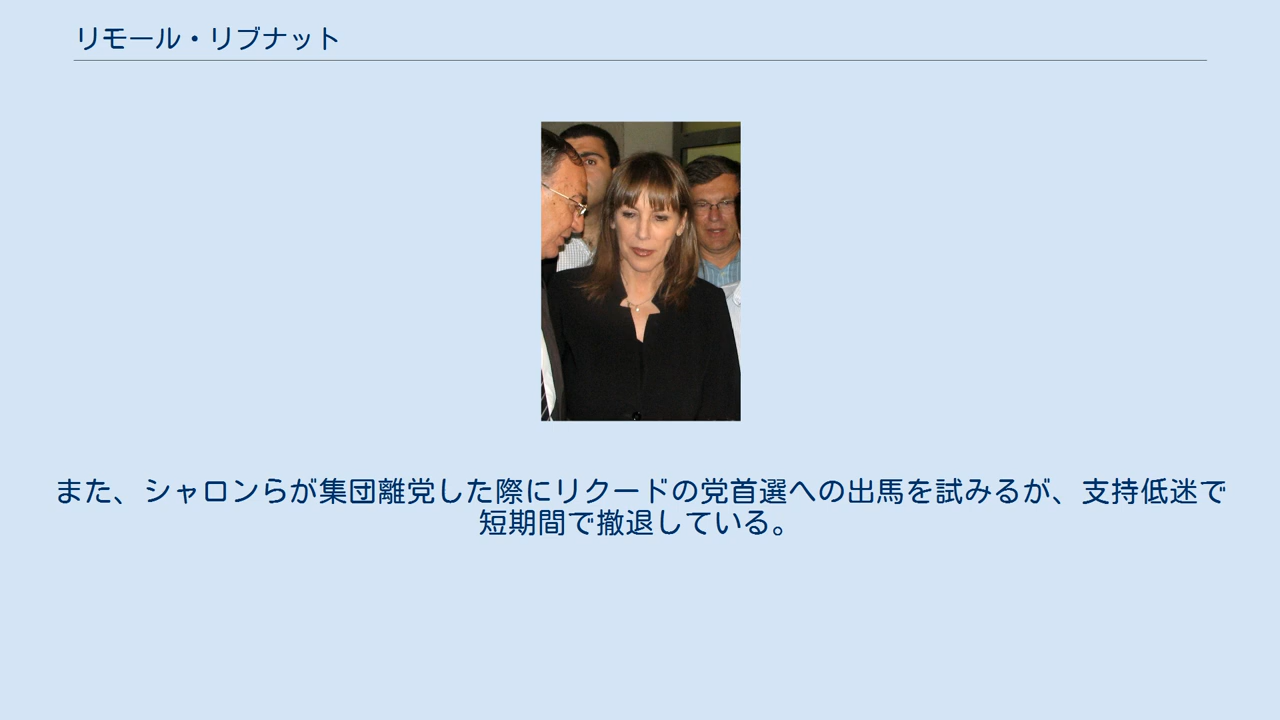 リモール・リブナット
また、シャロンらが集団離党した際にリクードの党首選への出馬を試みるが、支持低迷で
短期間で撤退している。